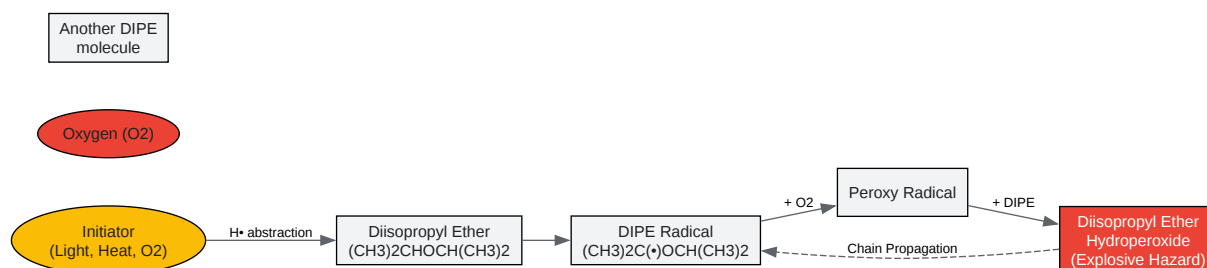 Another DIPE
molecule
Oxygen (O2)
Initiator
(Light, Heat, O2)
H• abstraction
Diisopropyl Ether
(CH3)2CHOCH(CH3)2
DIPE Radical
(CH3)2C(•)OCH(CH3)2
+ O2
Peroxy Radical
+ DIPE
Chain Propagation
Diisopropyl Ether
Hydroperoxide
(Explosive Hazard)